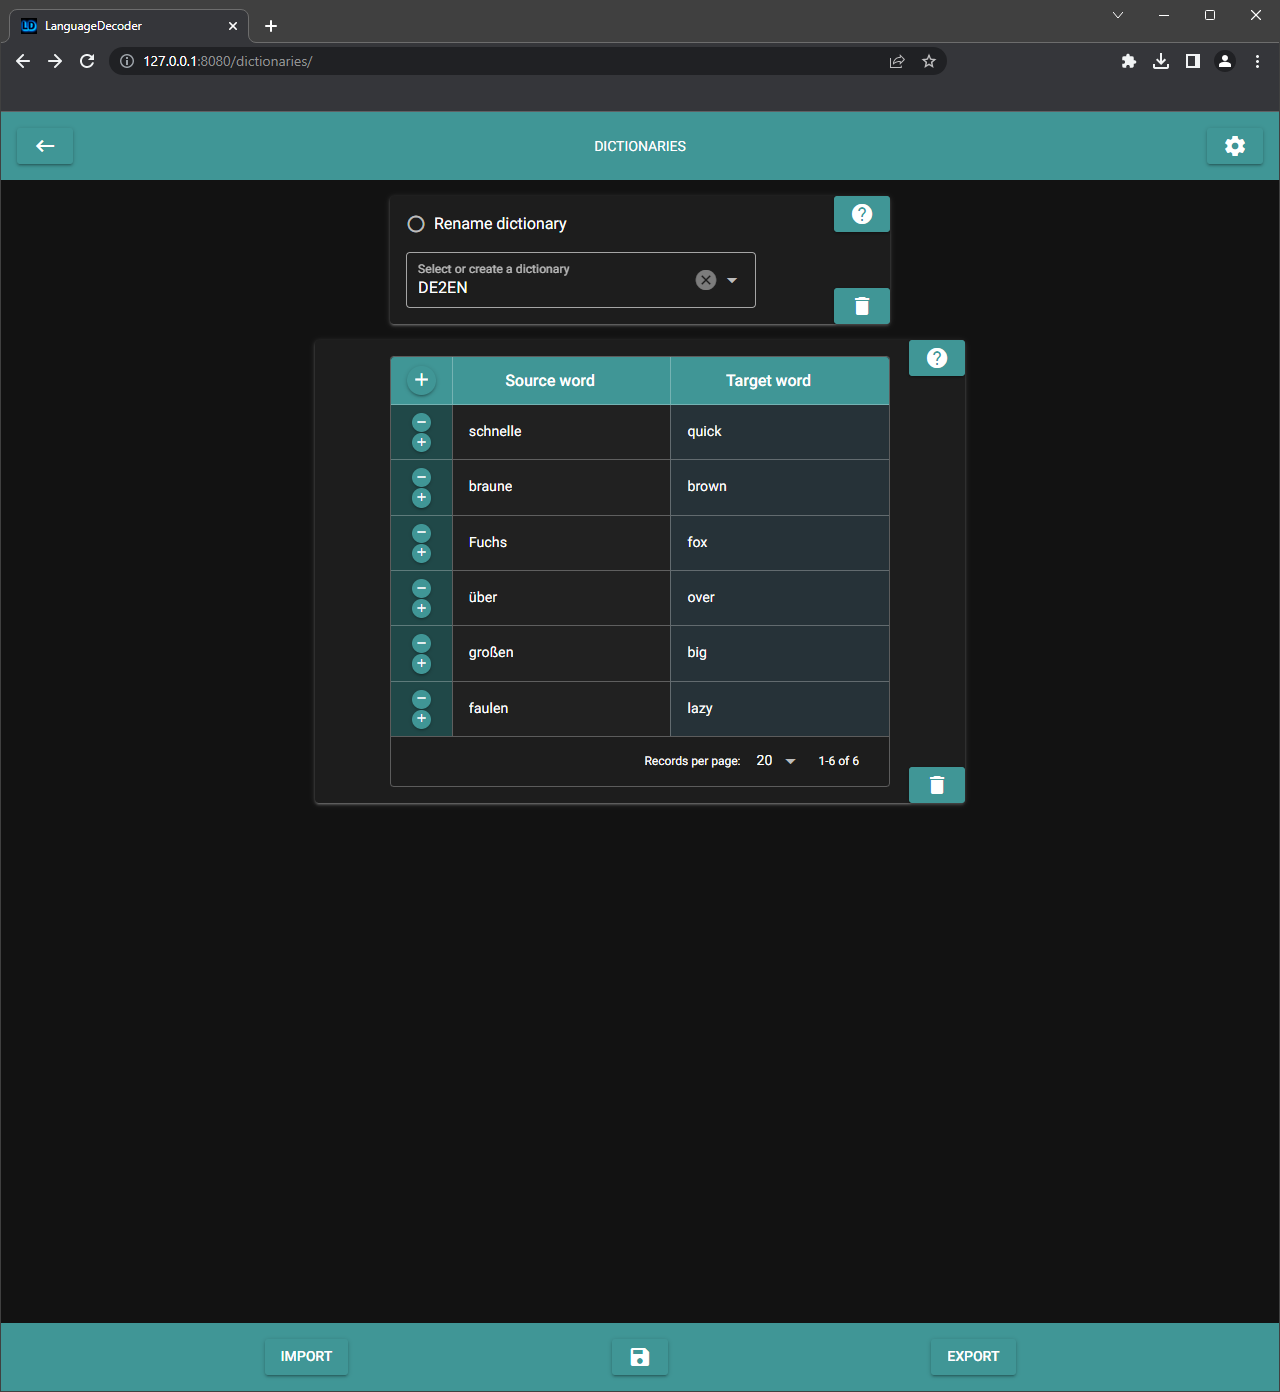 LD LanguageDecoder
127.0.0.1:8080/dictionaries/
DICTIONARIES
Rename dictionary
Select or create a dictionary
DE2EN
Source word Target word
schnelle quick
braune brown
Fuchs fox
über over
großen big
faulen lazy
Records per page: 20 1-6 of 6
IMPORT EXPORT